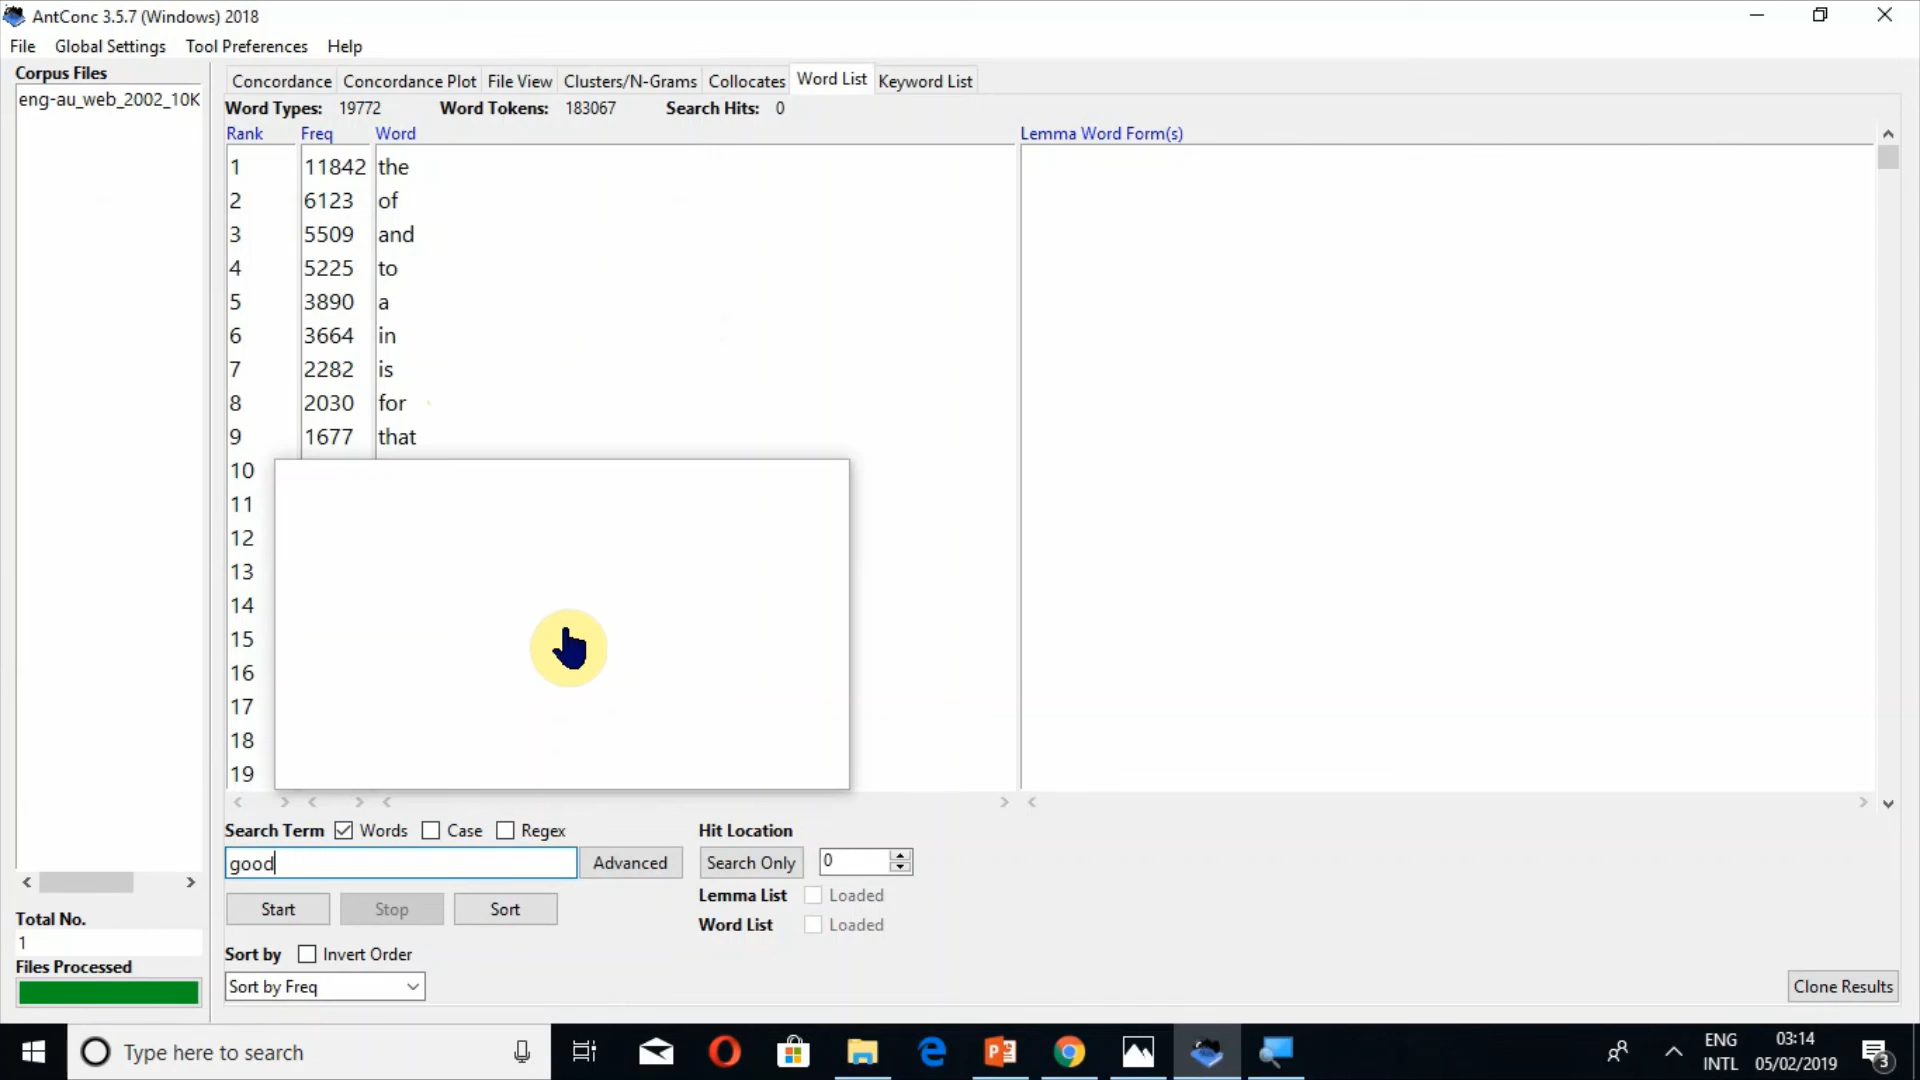 AntConc 3.5.7 (Windows) 2018
File Global Settings Tool Preferences Help
Corpus Files
eng-au_web_2002_10K
Concordance Concordance Plot File View Clusters/N-Grams Collocates Word List Keyword List
Word Types: 19772 Word Tokens: 183067 Search Hits: 0
Rank Freq Word Lemma Word Form(s)
1 11842 the
2 6123 of
3 5509 and
4 5225 to
5 3890 a
6 3664 in
7 2282 is
8 2030 for
9 1677 that
10
11
12
13
14
15
16
17
18
19
Search Term Words Case Regex Hit Location
good Advanced Search Only 0
Start Stop Sort Lemma List Loaded
Word List Loaded
Sort by Invert Order
Sort by Freq
Clone Results
Total No.
1
Files Processed
Type here to search
ENG
INTL
03:14
05/02/2019
3